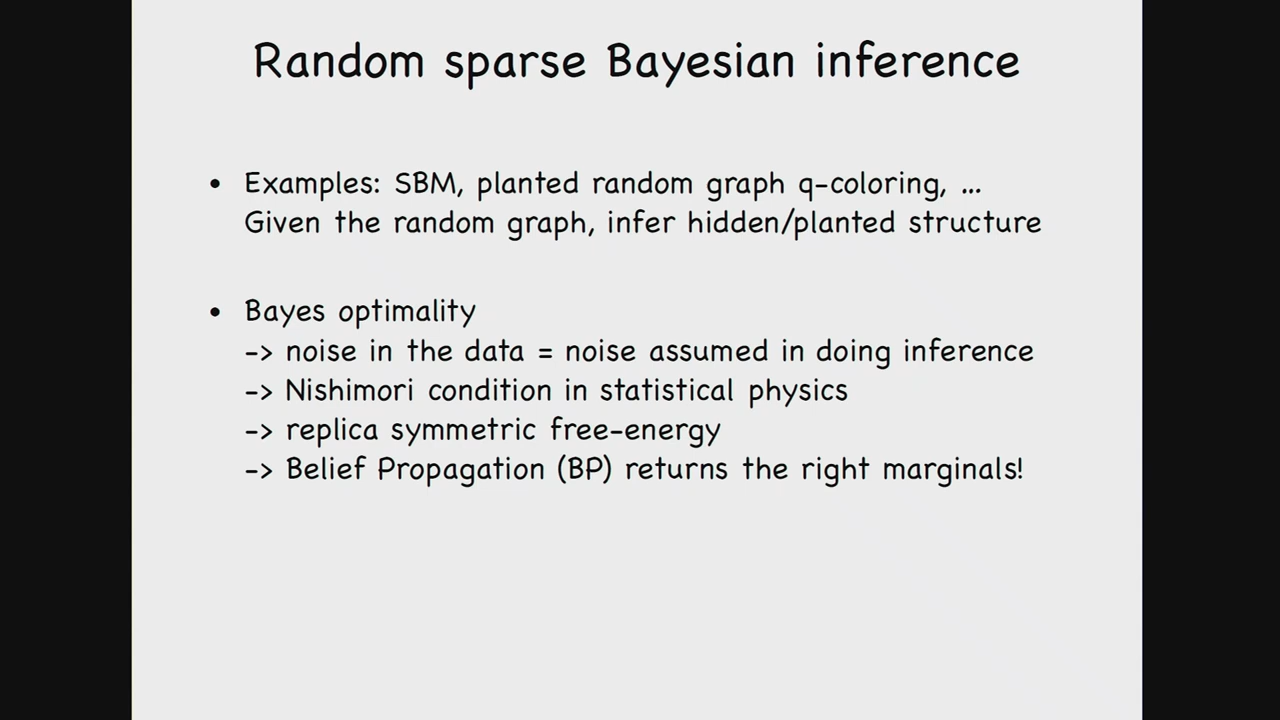 Random sparse Bayesian inference
• Examples: SBM, planted random graph q-coloring, ...
Given the random graph, infer hidden/planted structure
• Bayes optimality
-> noise in the data = noise assumed in doing inference
-> Nishimori condition in statistical physics
-> replica symmetric free-energy
-> Belief Propagation (BP) returns the right marginals!